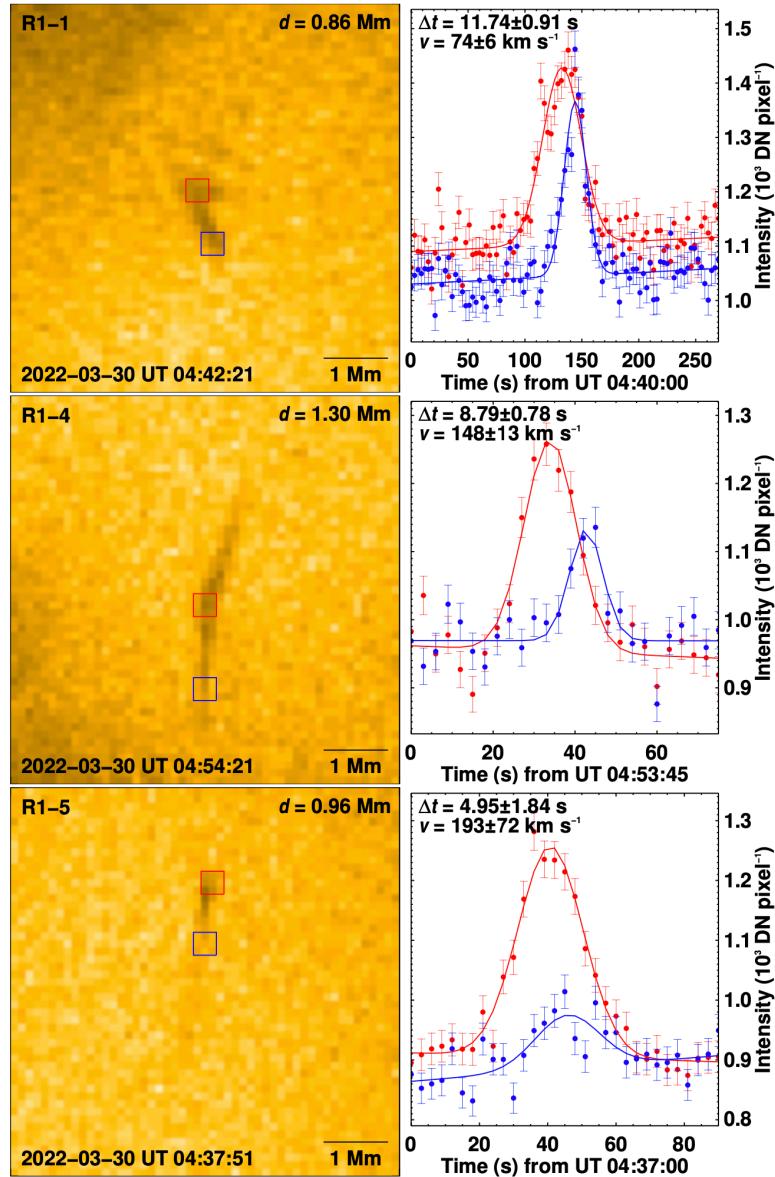 R1−1
d = 0.86 Mm
2022−03−30 UT 04:42:21
1 Mm
Δt = 11.74±0.91 s
v = 74±6 km s⁻¹
1.5
1.4
1.3
1.2
1.1
1.0
Intensity (10³ DN pixel⁻¹)
0 50 100 150 200 250
Time (s) from UT 04:40:00
R1−4
d = 1.30 Mm
2022−03−30 UT 04:54:21
1 Mm
Δt = 8.79±0.78 s
v = 148±13 km s⁻¹
1.3
1.2
1.1
1.0
0.9
Intensity (10³ DN pixel⁻¹)
0 20 40 60
Time (s) from UT 04:53:45
R1−5
d = 0.96 Mm
2022−03−30 UT 04:37:51
1 Mm
Δt = 4.95±1.84 s
v = 193±72 km s⁻¹
1.3
1.2
1.1
1.0
0.9
0.8
Intensity (10³ DN pixel⁻¹)
0 20 40 60 80
Time (s) from UT 04:37:00